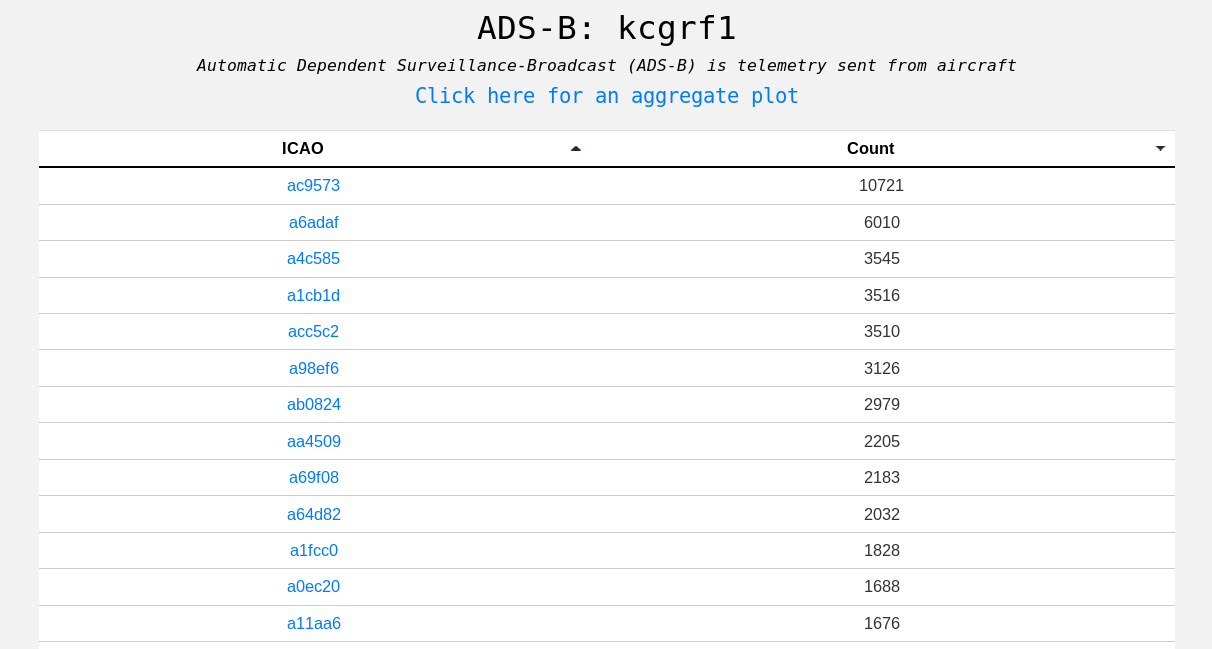 ADS-B: kcgrf1
Automatic Dependent Surveillance-Broadcast (ADS-B) is telemetry sent from aircraft
Click here for an aggregate plot
ICAO Count
ac9573 10721
a6adaf 6010
a4c585 3545
a1cb1d 3516
acc5c2 3510
a98ef6 3126
ab0824 2979
aa4509 2205
a69f08 2183
a64d82 2032
a1fcc0 1828
a0ec20 1688
a11aa6 1676